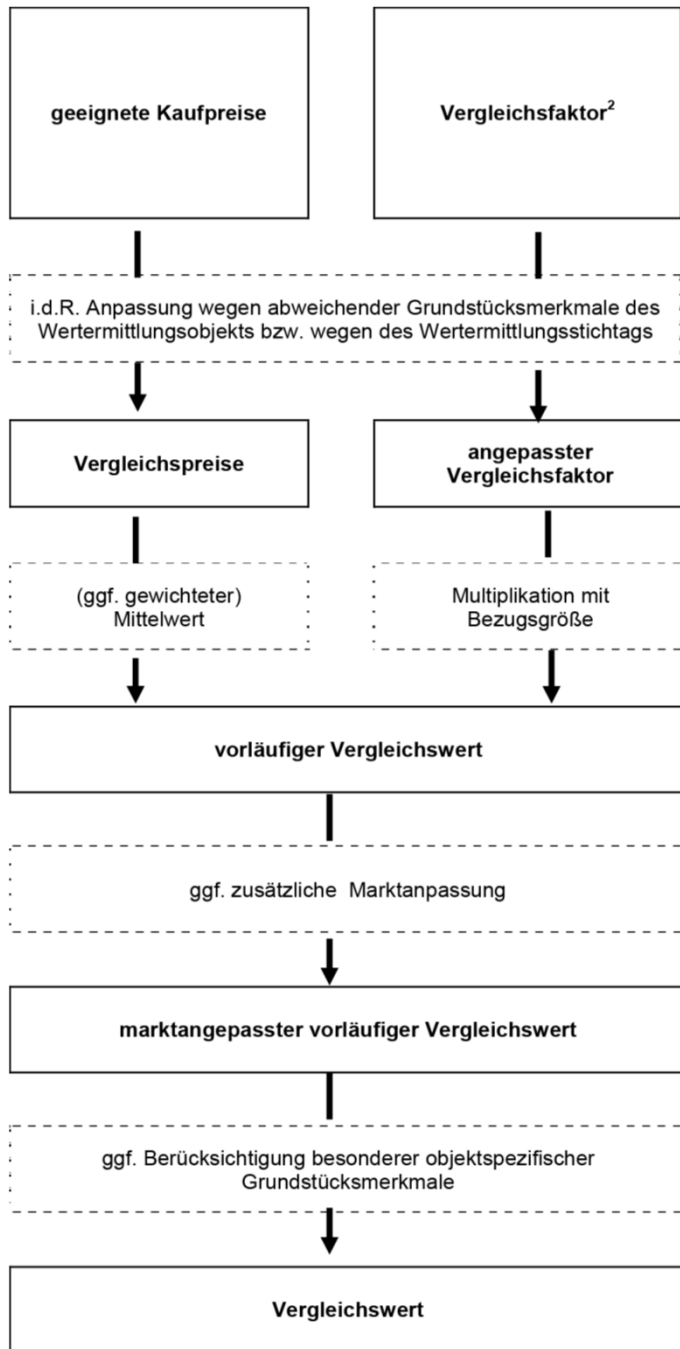 geeignete Kaufpreise
Vergleichsfaktor²
i.d.R. Anpassung wegen abweichender Grundstücksmerkmale des
Wertermittlungsobjekts bzw. wegen des Wertermittlungsstichtags
Vergleichspreise
angepasster
Vergleichsfaktor
(ggf. gewichteter)
Mittelwert
Multiplikation mit
Bezugsgröße
vorläufiger Vergleichswert
ggf. zusätzliche Marktanpassung
marktangepasster vorläufiger Vergleichswert
ggf. Berücksichtigung besonderer objektspezifischer
Grundstücksmerkmale
Vergleichswert